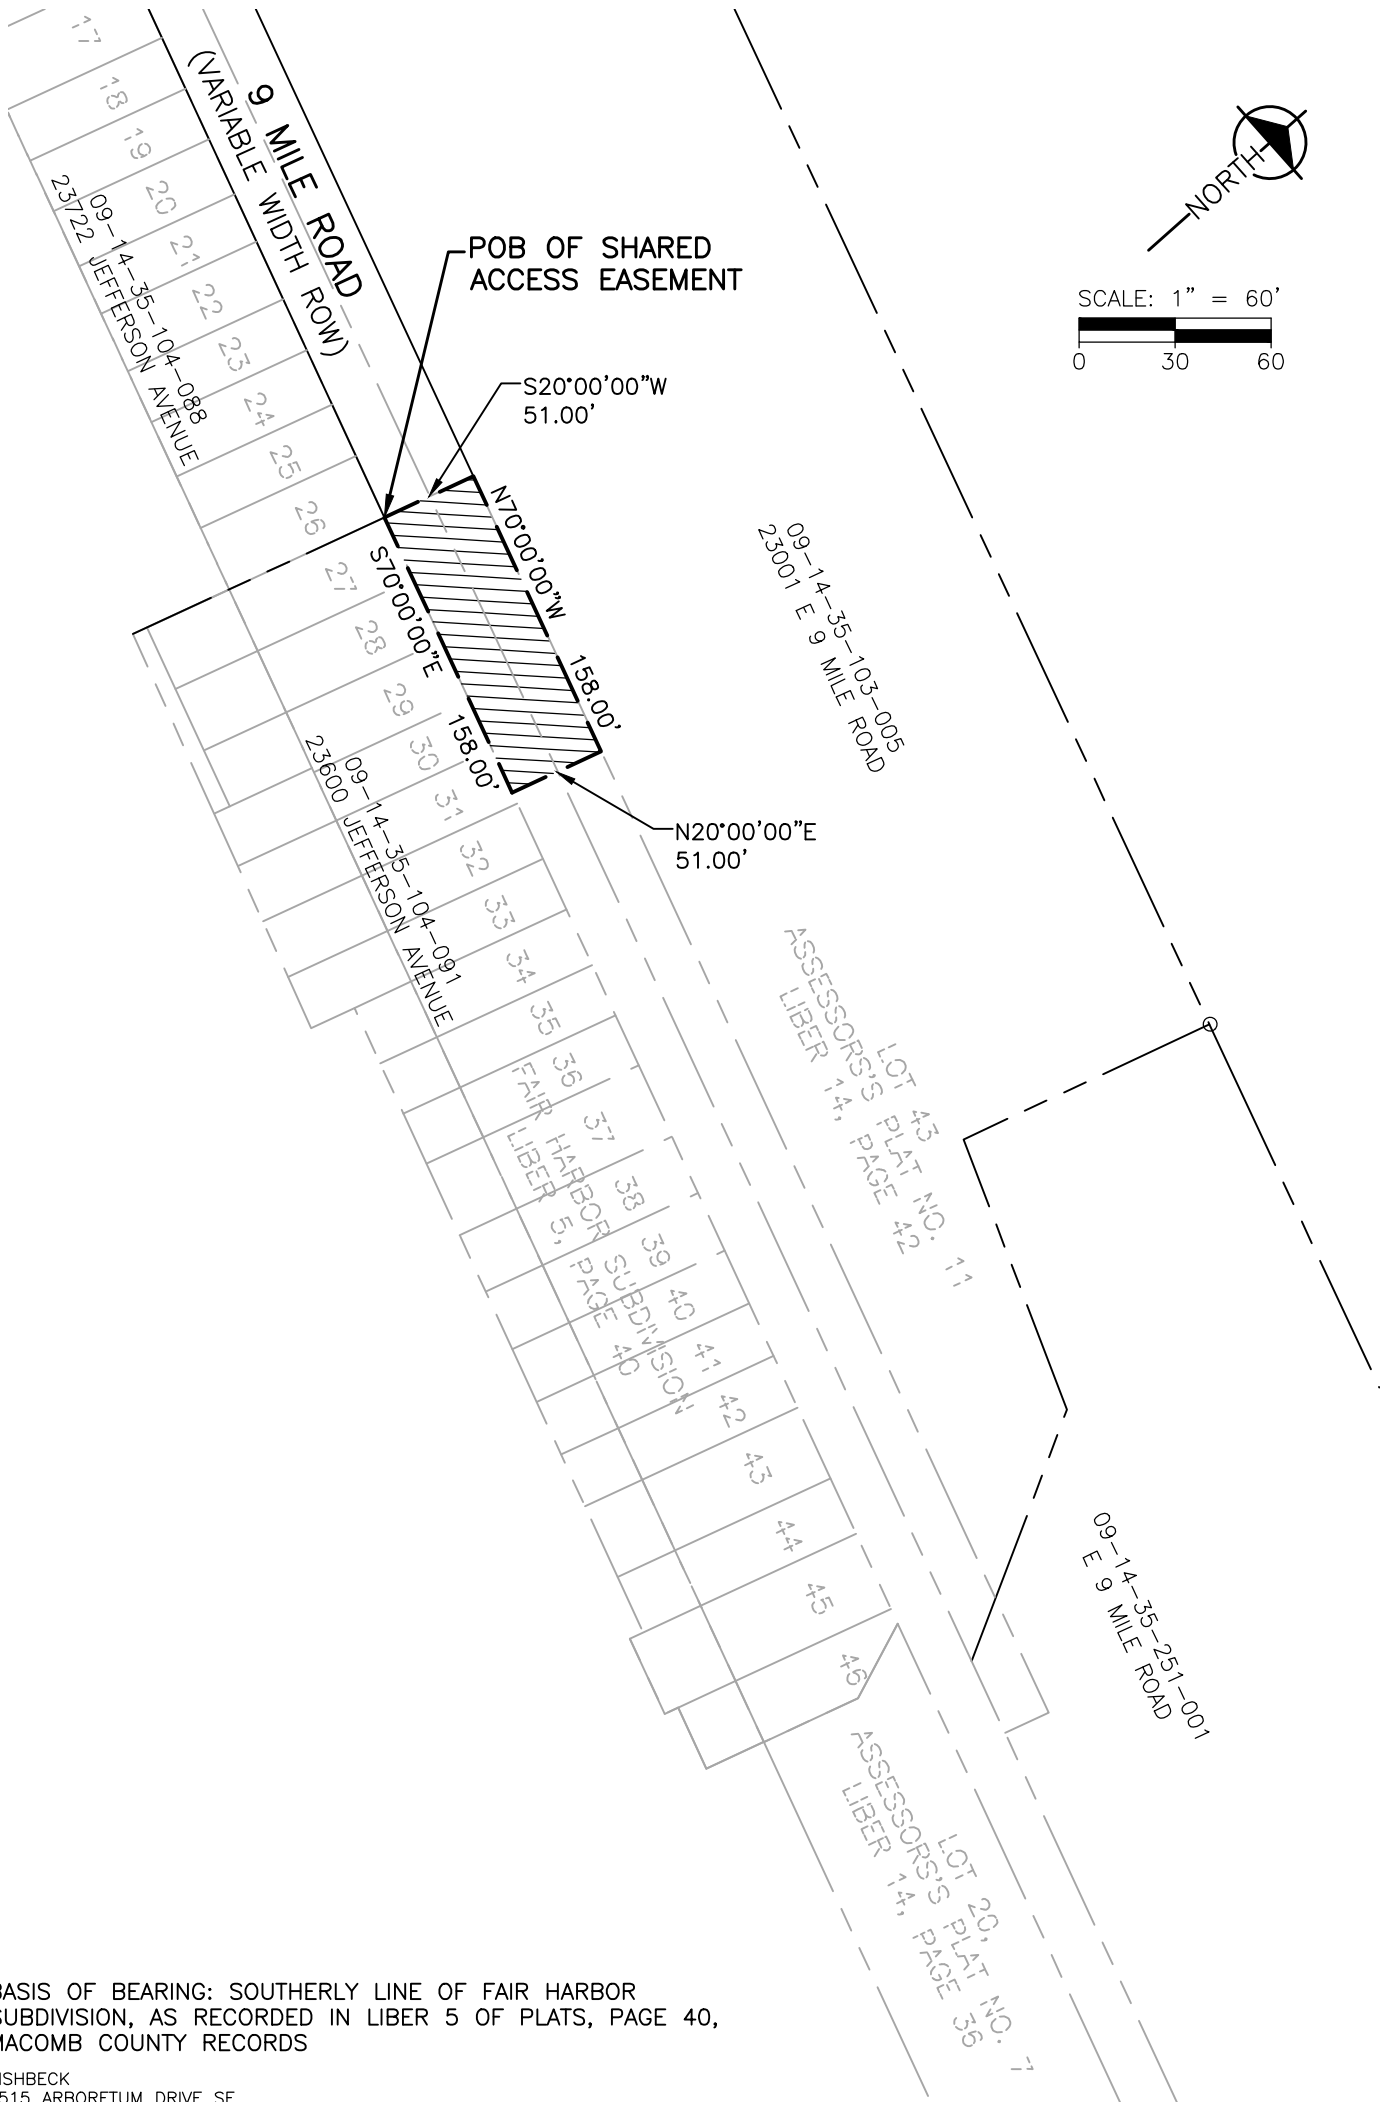 17
18
19
20
21
22
23
24
25
26
27
28
29
30
31
32
33
34
35
36
37
38
39
40
41
42
43
44
45
46
9 MILE ROAD
(VARIABLE WIDTH ROW)
09-14-35-104-088
23722 JEFFERSON AVENUE
POB OF SHARED
ACCESS EASEMENT
NORTH
SCALE: 1" = 60'
0 30 60
S20°00'00"W
51.00'
N70°00'00"W
158.00'
S70°00'00"E
158.00'
N20°00'00"E
51.00'
09-14-35-103-005
23001 E 9 MILE ROAD
09-14-35-104-091
23600 JEFFERSON AVENUE
LOT 43
ASSESSORS'S PLAT NO. 11
LIBER 14, PAGE 42
FAIR HARBOR SUBDIVISION
LIBER 5, PAGE 40
09-14-35-251-001
E 9 MILE ROAD
LOT 20,
ASSESSORS'S PLAT NO. 7
LIBER 14, PAGE 36
BASIS OF BEARING: SOUTHERLY LINE OF FAIR HARBOR
SUBDIVISION, AS RECORDED IN LIBER 5 OF PLATS, PAGE 40,
MACOMB COUNTY RECORDS
ISHBECK
515 ARBORETUM DRIVE SE